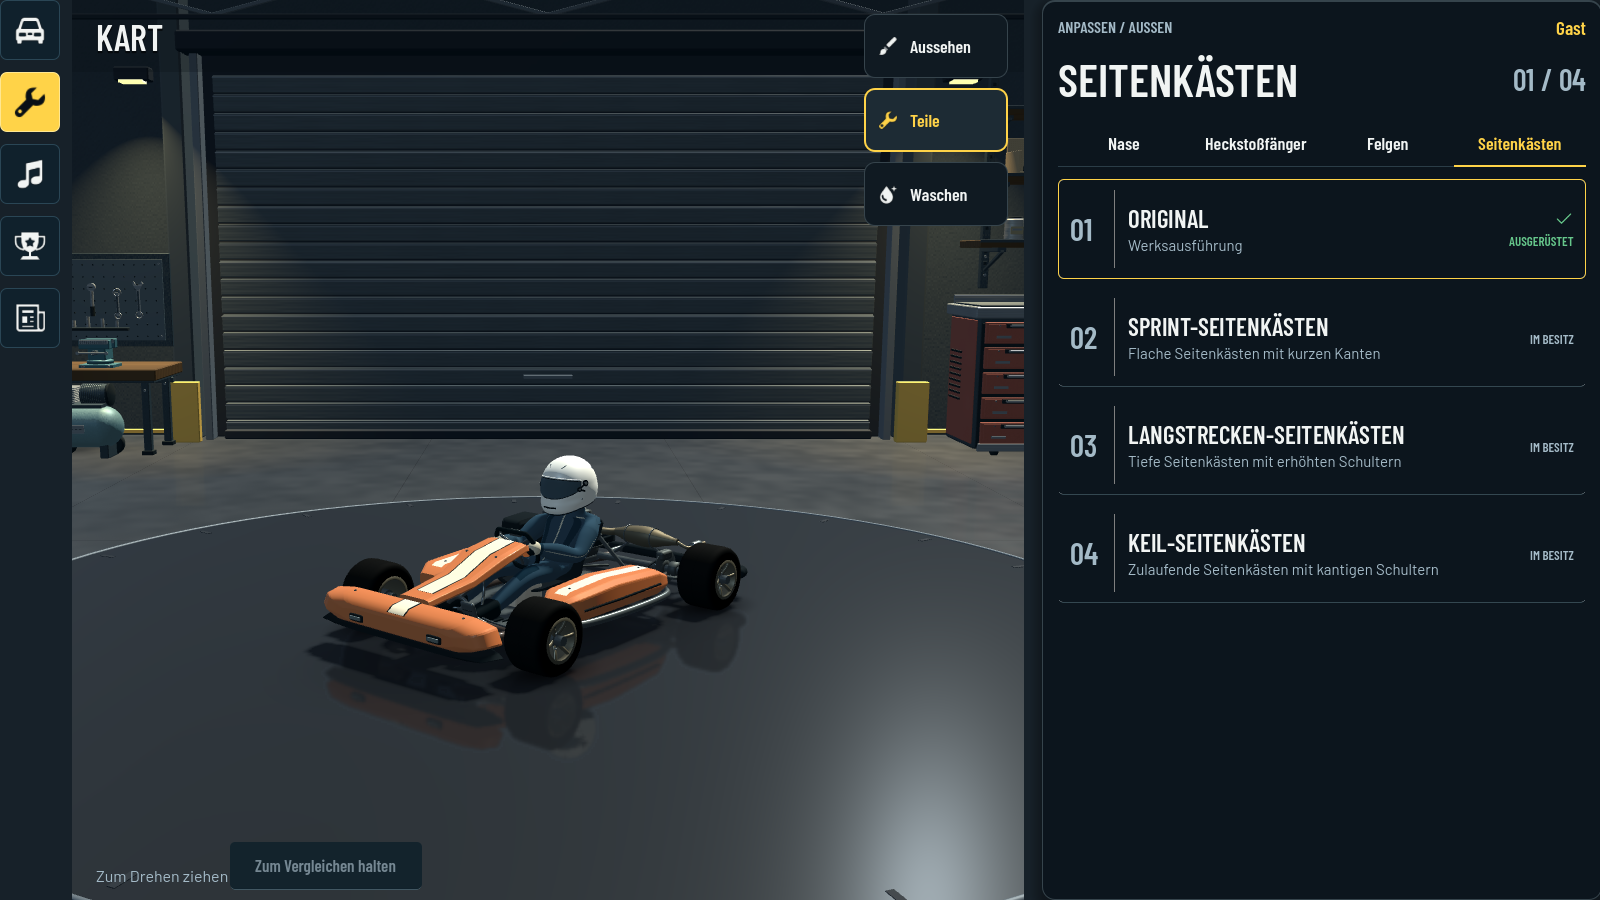 KART
Aussehen
Teile
Waschen
Zum Drehen ziehen
Zum Vergleichen halten
ANPASSEN / AUSSEN
Gast
SEITENKÄSTEN
01 / 04
Nase
Heckstoßfänger
Felgen
Seitenkästen
01
ORIGINAL
Werksausführung
AUSGERÜSTET
02
SPRINT-SEITENKÄSTEN
Flache Seitenkästen mit kurzen Kanten
IM BESITZ
03
LANGSTRECKEN-SEITENKÄSTEN
Tiefe Seitenkästen mit erhöhten Schultern
IM BESITZ
04
KEIL-SEITENKÄSTEN
Zulaufende Seitenkästen mit kantigen Schultern
IM BESITZ